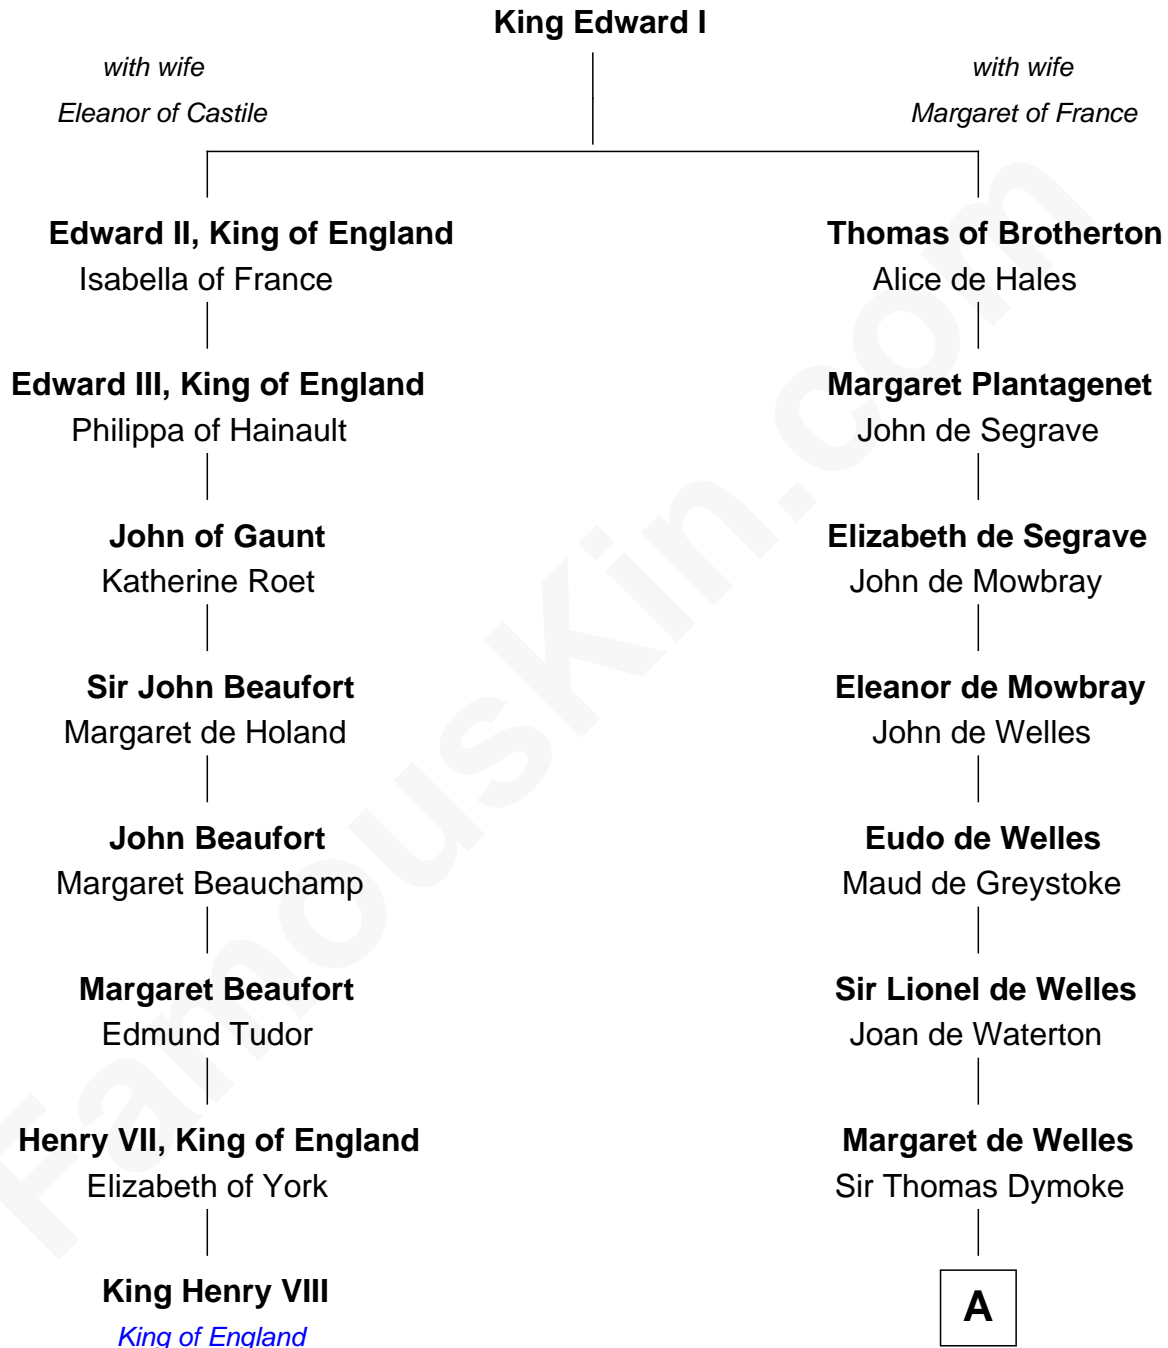 King Edward I
with wife
Eleanor of Castile
with wife
Margaret of France
Edward II, King of England
Isabella of France
Thomas of Brotherton
Alice de Hales
Edward III, King of England
Philippa of Hainault
Margaret Plantagenet
John de Segrave
John of Gaunt
Katherine Roet
Elizabeth de Segrave
John de Mowbray
Sir John Beaufort
Margaret de Holand
Eleanor de Mowbray
John de Welles
John Beaufort
Margaret Beauchamp
Eudo de Welles
Maud de Greystoke
Margaret Beaufort
Edmund Tudor
Sir Lionel de Welles
Joan de Waterton
Henry VII, King of England
Elizabeth of York
Margaret de Welles
Sir Thomas Dymoke
King Henry VIII
King of England
A
FamousKin.com